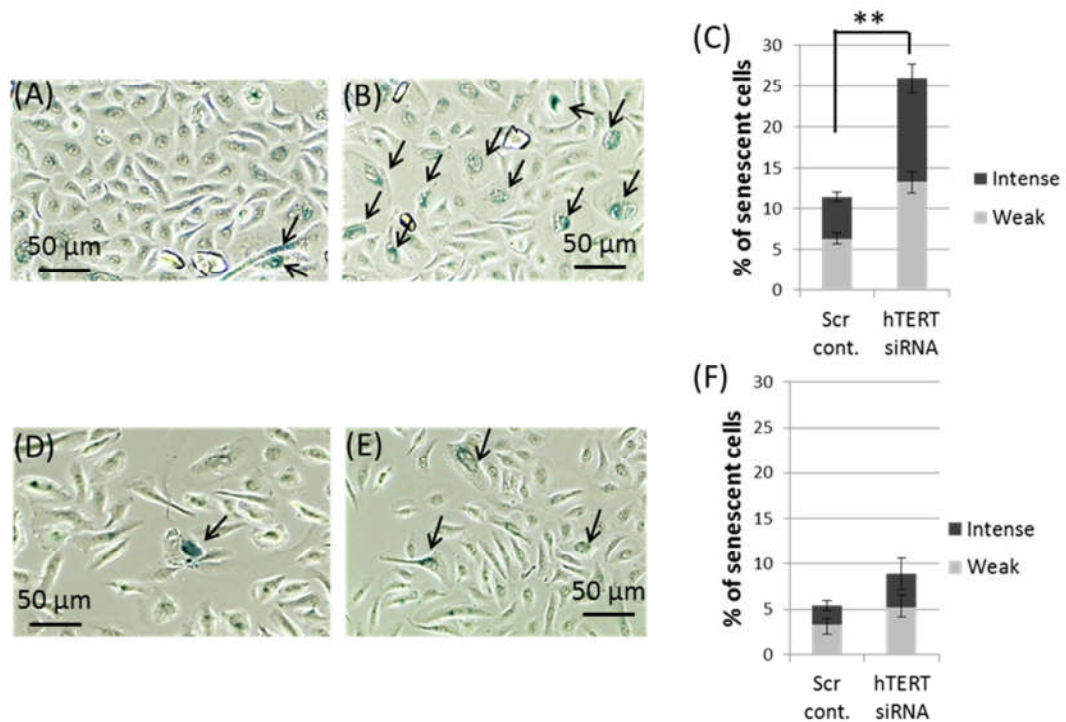 (A)
50 µm
(B)
50 µm
(C)
**
% of senescent cells
30
25
20
15
10
5
0
Scr
cont.
hTERT
siRNA
Intense
Weak
(D)
50 µm
(E)
50 µm
(F)
% of senescent cells
30
25
20
15
10
5
0
Scr
cont.
hTERT
siRNA
Intense
Weak